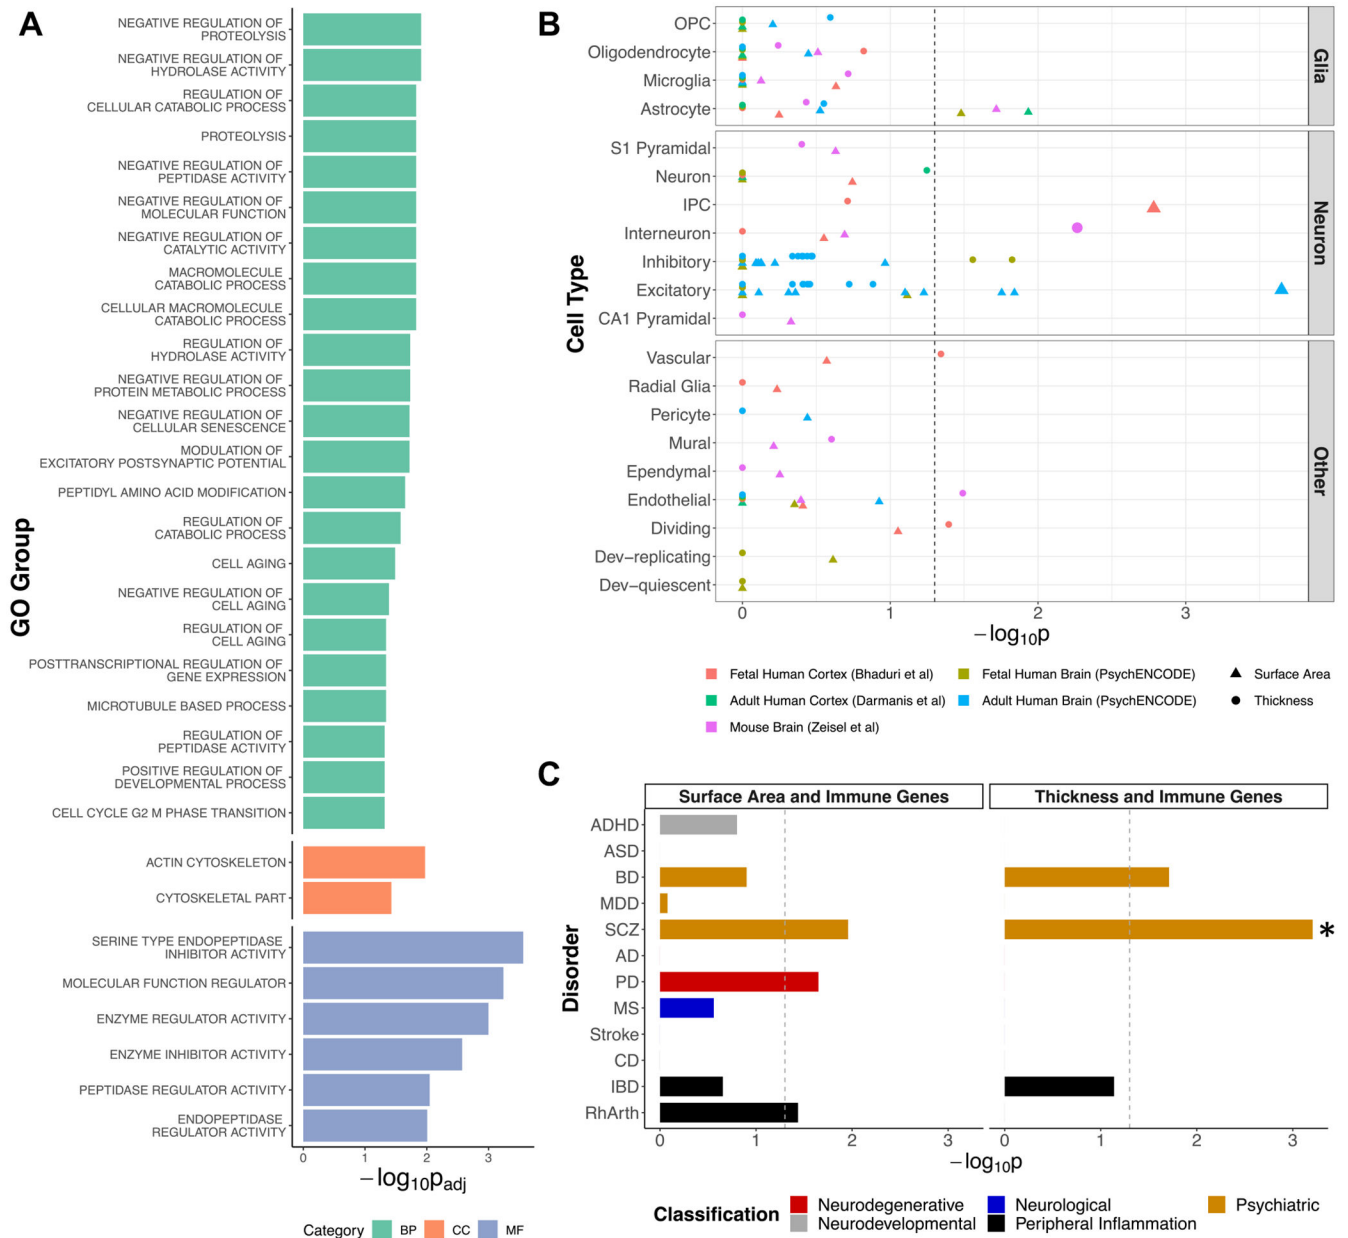 A
NEGATIVE REGULATION OF
PROTEOLYSIS
NEGATIVE REGULATION OF
HYDROLASE ACTIVITY
REGULATION OF
CELLULAR CATABOLIC PROCESS
PROTEOLYSIS
NEGATIVE REGULATION OF
PEPTIDASE ACTIVITY
NEGATIVE REGULATION OF
MOLECULAR FUNCTION
NEGATIVE REGULATION OF
CATALYTIC ACTIVITY
MACROMOLECULE
CATABOLIC PROCESS
CELLULAR MACROMOLECULE
CATABOLIC PROCESS
REGULATION OF
HYDROLASE ACTIVITY
NEGATIVE REGULATION OF
PROTEIN METABOLIC PROCESS
NEGATIVE REGULATION OF
CELLULAR SENESCENCE
MODULATION OF
EXCITATORY POSTSYNAPTIC POTENTIAL
PEPTIDYL AMINO ACID MODIFICATION
REGULATION OF
CATABOLIC PROCESS
CELL AGING
NEGATIVE REGULATION OF
CELL AGING
REGULATION OF
CELL AGING
POSTTRANSCRIPTIONAL REGULATION OF
GENE EXPRESSION
MICROTUBULE BASED PROCESS
REGULATION OF
PEPTIDASE ACTIVITY
POSITIVE REGULATION OF
DEVELOPMENTAL PROCESS
CELL CYCLE G2 M PHASE TRANSITION
ACTIN CYTOSKELETON
CYTOSKELETAL PART
SERINE TYPE ENDOPEPTIDASE
INHIBITOR ACTIVITY
MOLECULAR FUNCTION REGULATOR
ENZYME REGULATOR ACTIVITY
ENZYME INHIBITOR ACTIVITY
PEPTIDASE REGULATOR ACTIVITY
ENDOPEPTIDASE
REGULATOR ACTIVITY
GO Group
0 1 2 3
−log10padj
Category BP CC MF
B
Cell Type
OPC
Oligodendrocyte
Microglia
Astrocyte
Glia
S1 Pyramidal
Neuron
IPC
Interneuron
Inhibitory
Excitatory
CA1 Pyramidal
Neuron
Vascular
Radial Glia
Pericyte
Mural
Ependymal
Endothelial
Dividing
Dev−replicating
Dev−quiescent
Other
0 1 2 3
−log10p
Fetal Human Cortex (Bhaduri et al) Fetal Human Brain (PsychENCODE) Surface Area
Adult Human Cortex (Darmanis et al) Adult Human Brain (PsychENCODE) Thickness
Mouse Brain (Zeisel et al)
C
Surface Area and Immune Genes Thickness and Immune Genes
Disorder
ADHD
ASD
BD
MDD
SCZ *
AD
PD
MS
Stroke
CD
IBD
RhArth
0 1 2 3 0 1 2 3
−log10p
Classification Neurodegenerative Neurological Psychiatric
Neurodevelopmental Peripheral Inflammation